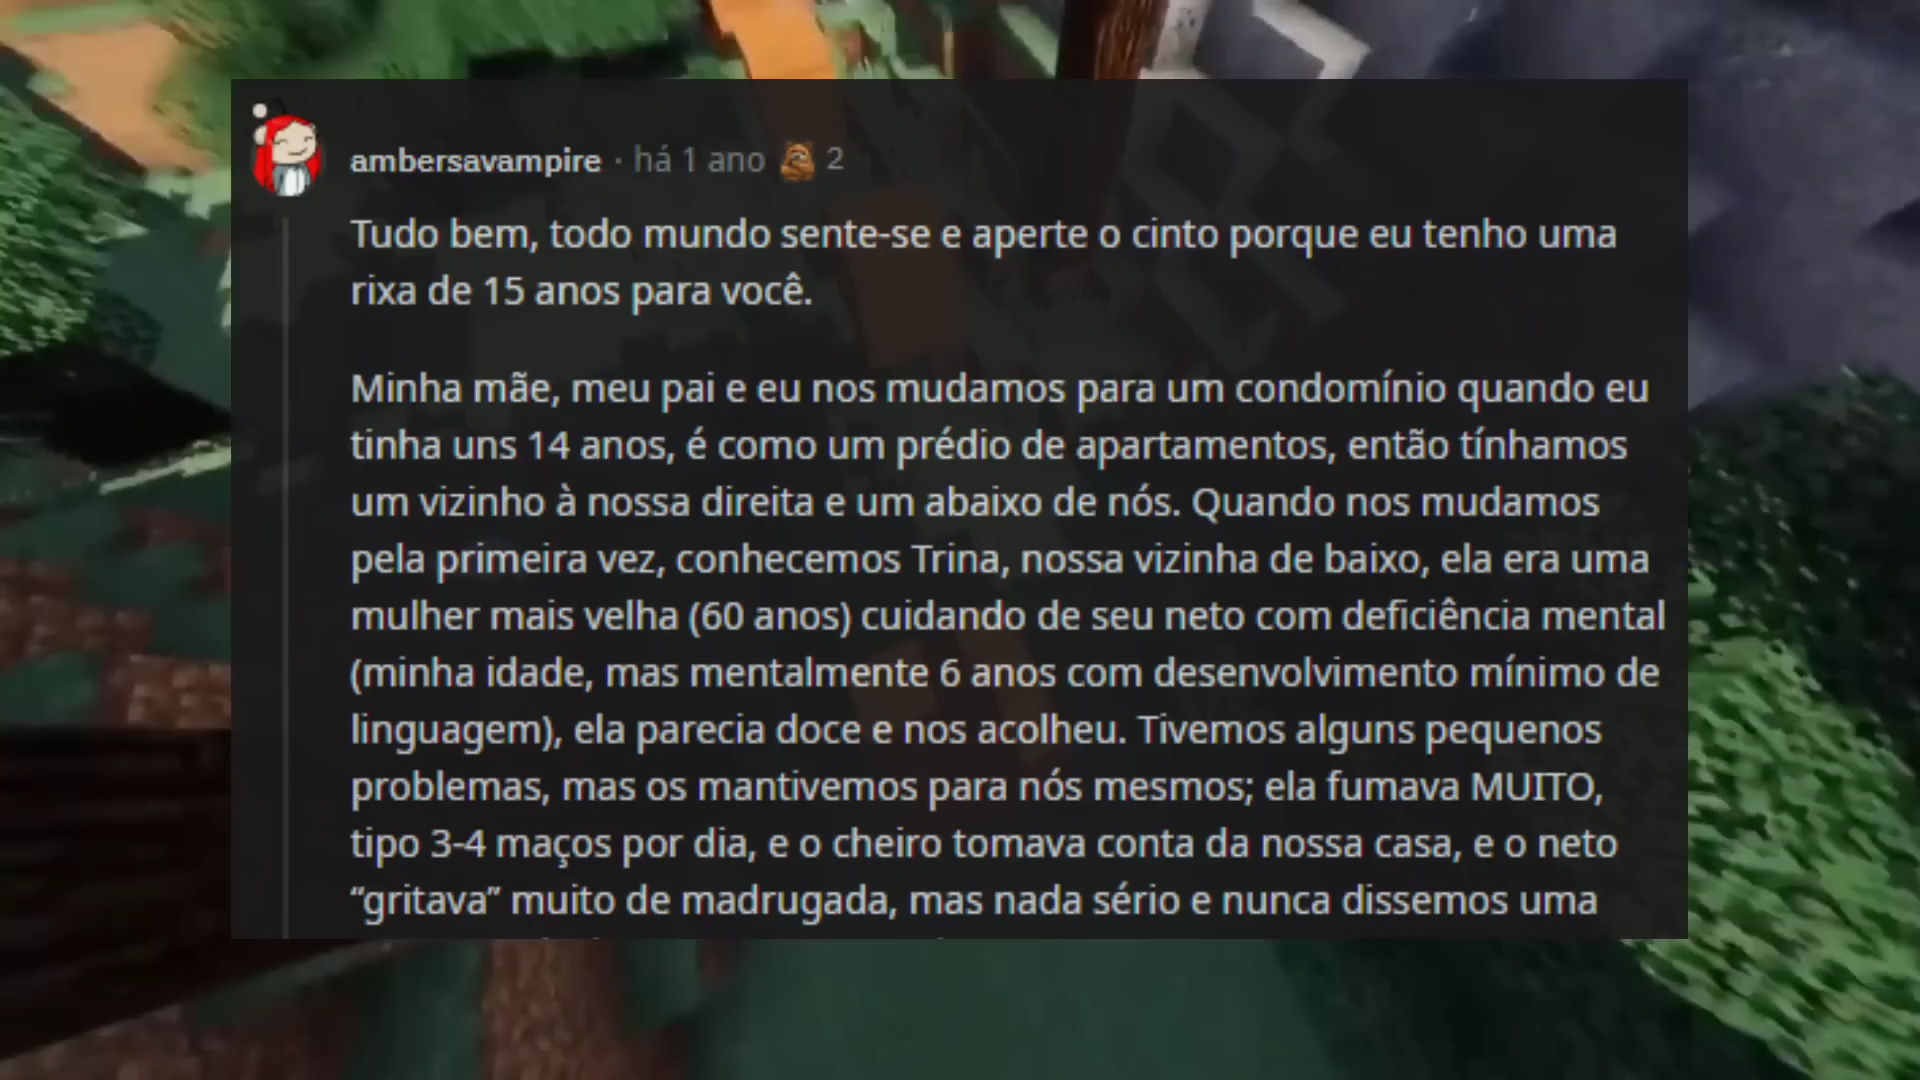 ambersavampire · há 1 ano 2
Tudo bem, todo mundo sente-se e aperte o cinto porque eu tenho uma
rixa de 15 anos para você.
Minha mãe, meu pai e eu nos mudamos para um condomínio quando eu
tinha uns 14 anos, é como um prédio de apartamentos, então tínhamos
um vizinho à nossa direita e um abaixo de nós. Quando nos mudamos
pela primeira vez, conhecemos Trina, nossa vizinha de baixo, ela era uma
mulher mais velha (60 anos) cuidando de seu neto com deficiência mental
(minha idade, mas mentalmente 6 anos com desenvolvimento mínimo de
linguagem), ela parecia doce e nos acolheu. Tivemos alguns pequenos
problemas, mas os mantivemos para nós mesmos; ela fumava MUITO,
tipo 3-4 maços por dia, e o cheiro tomava conta da nossa casa, e o neto
“gritava” muito de madrugada, mas nada sério e nunca dissemos uma